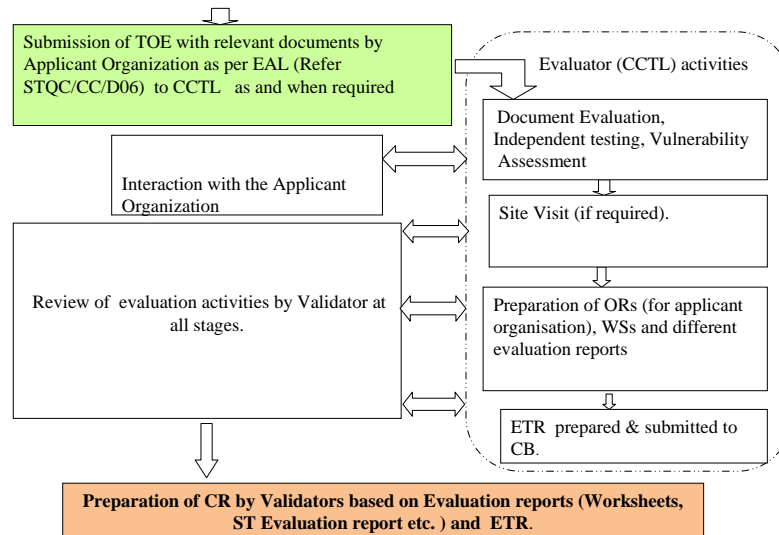 Submission of TOE with relevant documents by
Applicant Organization as per EAL (Refer
STQC/CC/D06) to CCTL as and when required
Evaluator (CCTL) activities
Document Evaluation,
Independent testing, Vulnerability
Assessment
Interaction with the Applicant
Organization
Site Visit (if required).
Review of evaluation activities by Validator at
all stages.
Preparation of ORs (for applicant
organisation), WSs and different
evaluation reports
ETR prepared & submitted to
CB.
Preparation of CR by Validators based on Evaluation reports (Worksheets,
ST Evaluation report etc. ) and ETR.